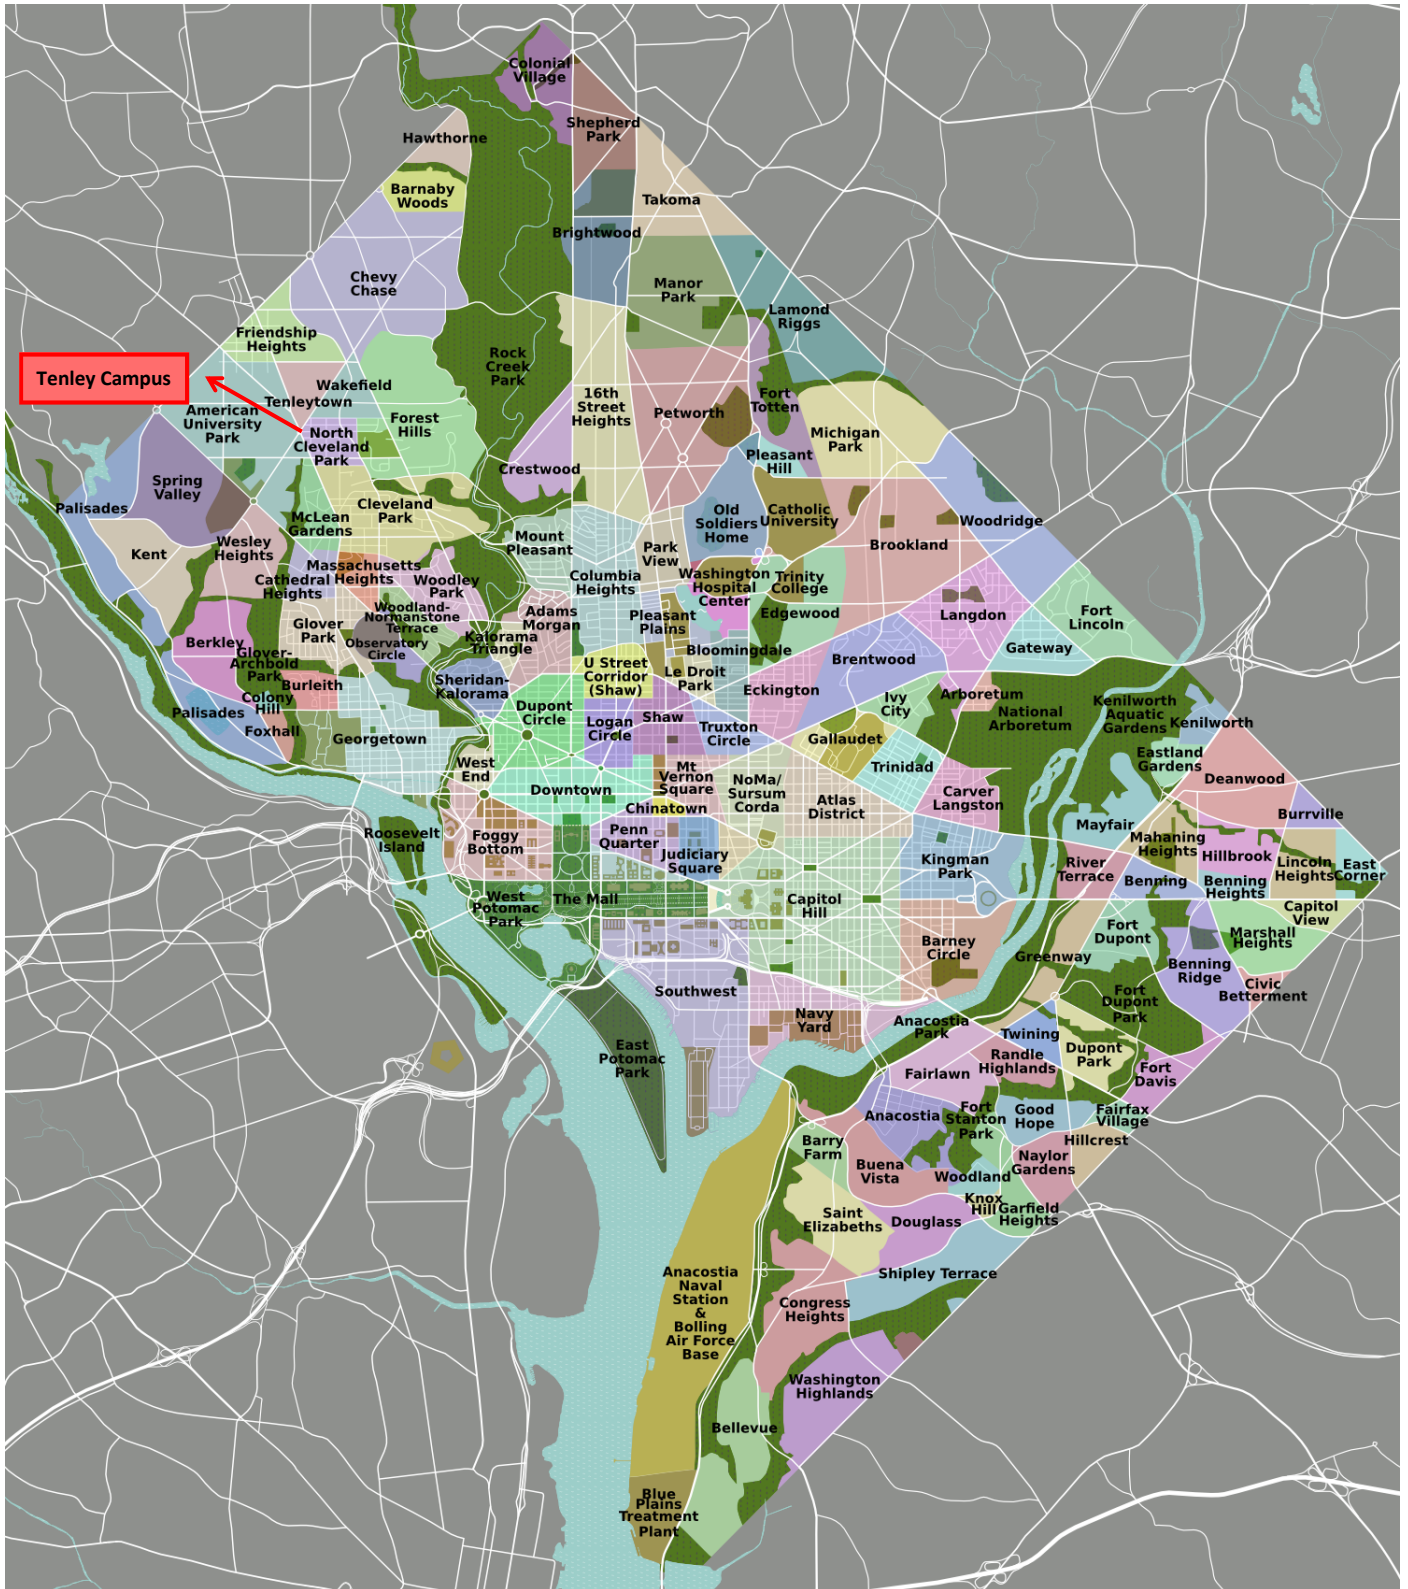 Colonial
Village
Shepherd
Park
Hawthorne
Barnaby
Woods
Takoma
Brightwood
Chevy
Chase
Manor
Park
Lamond
Riggs
Friendship
Heights
Rock
Creek
Park
Tenley Campus
Wakefield
Tenleytown
American
University
Park
Forest
Hills
16th
Street
Heights
Petworth
Fort
Totten
North
Cleveland
Park
Michigan
Park
Pleasant
Hill
Crestwood
Spring
Valley
Palisades
McLean
Gardens
Cleveland
Park
Old
Soldiers
Home
Catholic
University
Woodridge
Kent
Wesley
Heights
Mount
Pleasant
Park
View
Brookland
Massachusetts
Heights
Cathedral
Heights
Woodley
Park
Columbia
Heights
Washington
Hospital
Center
Trinity
College
Edgewood
Langdon
Fort
Lincoln
Woodland-
Normanstone
Terrace
Glover
Park
Observatory
Circle
Adams
Morgan
Kalorama
Triangle
Pleasant
Plains
Bloomingdale
Berkley
Glover-
Archbold
Park
Gateway
Brentwood
U Street
Corridor
(Shaw)
Le Droit
Park
Eckington
Colony
Hill
Burleith
Sheridan-
Kalorama
Ivy
City
Arboretum
National
Arboretum
Kenilworth
Aquatic
Gardens
Kenilworth
Palisades
Foxhall
Georgetown
Dupont
Circle
Logan
Circle
Shaw
Truxton
Circle
Gallaudet
Trinidad
Eastland
Gardens
Deanwood
West
End
Downtown
Mt
Vernon
Square
NoMa/
Sursum
Corda
Atlas
District
Carver
Langston
Chinatown
Burrville
Roosevelt
Island
Foggy
Bottom
Penn
Quarter
Judiciary
Square
Mayfair
Mahaning
Heights
Hillbrook
Kingman
Park
River
Terrace
Lincoln
Heights
East
Corner
Benning
Benning
Heights
West
Potomac
Park
The Mall
Capitol
Hill
Capitol
View
Barney
Circle
Fort
Dupont
Marshall
Heights
Greenway
Benning
Ridge
Southwest
Civic
Betterment
Fort
Dupont
Park
Navy
Yard
Anacostia
Park
Twining
East
Potomac
Park
Randle
Highlands
Dupont
Park
Fairlawn
Fort
Davis
Anacostia
Fort
Stanton
Park
Good
Hope
Fairfax
Village
Hillcrest
Barry
Farm
Buena
Vista
Naylor
Gardens
Woodland
Knox
Hill
Garfield
Heights
Saint
Elizabeths
Douglass
Anacostia
Naval
Station
&
Bolling
Air Force
Base
Shipley Terrace
Congress
Heights
Washington
Highlands
Bellevue
Blue
Plains
Treatment
Plant